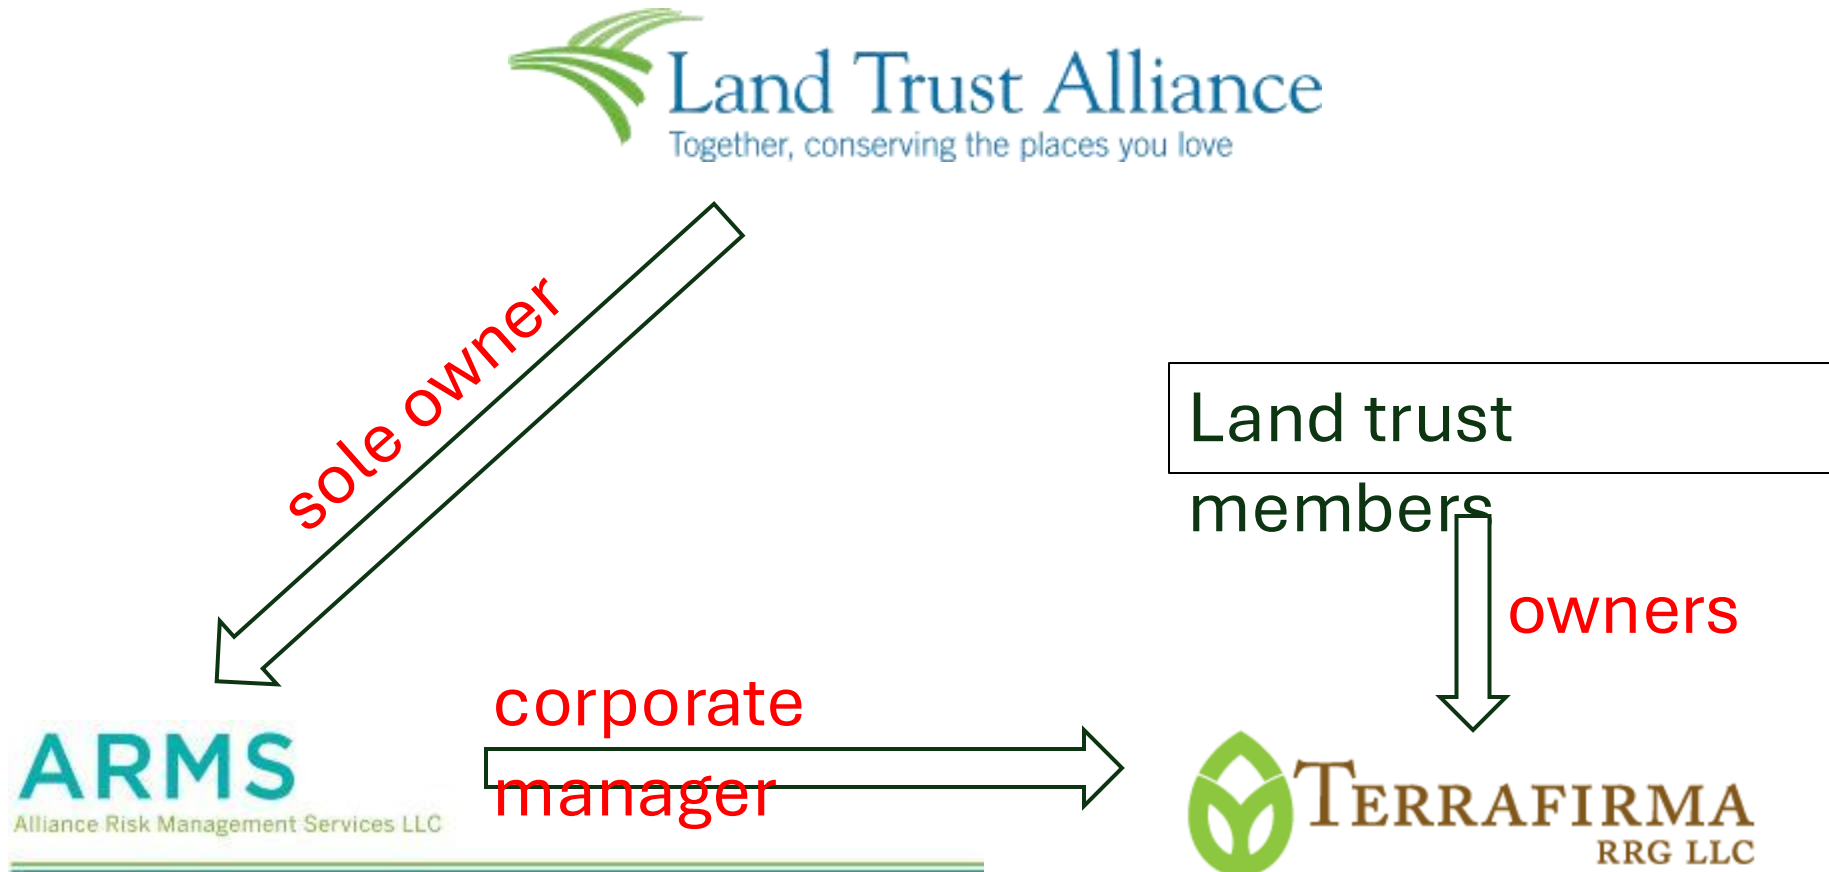 Land Trust Alliance
Together, conserving the places you love
sole owner
Land trust
members
owners
corporate
manager
ARMS
Alliance Risk Management Services LLC
TERRAFIRMA
RRG LLC